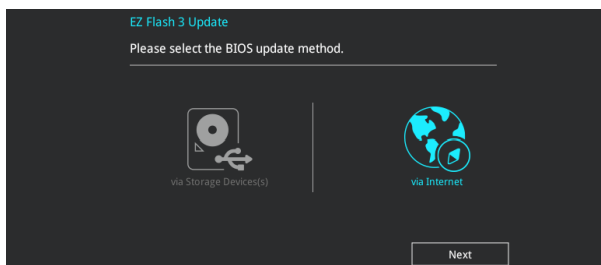 EZ Flash 3 Update
Please select the BIOS update method.
via Storage Devices(s)
via Internet
Next